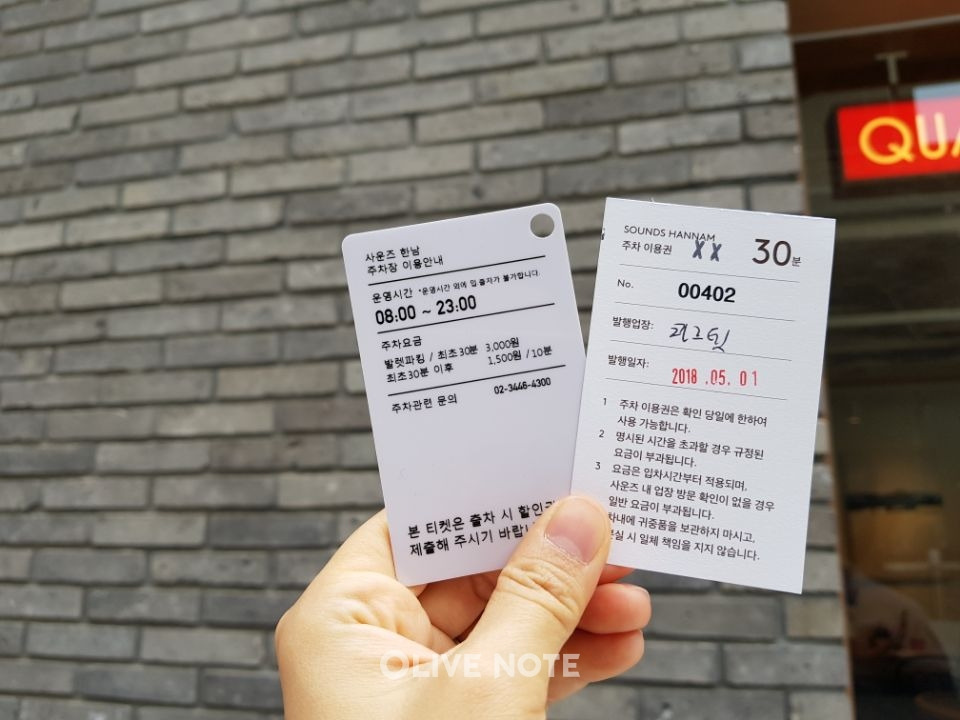 사운즈 한남
주차장 이용안내
운영시간 *운영시간 외에 입.출차가 불가합니다.
08:00 ~ 23:00
주차요금
발렛파킹 / 최초30분 3,000원
최초30분 이후 1,500원 /10분
주차관련 문의 02-3446-4300
본 티켓은 출차 시 할인권
제출해 주시기 바랍니
SOUNDS HANNAM
주차 이용권 XX 30분
No. 00402
발행업장:
발행일자: 2018.05.01
1 주차 이용권은 확인 당일에 한하여
사용 가능합니다.
2 명시된 시간을 초과할 경우 규정된
요금이 부과됩니다.
3 요금은 입차시간부터 적용되며,
사운즈 내 업장 방문 확인이 없을 경우
일반 요금이 부과됩니다.
차내에 귀중품을 보관하지 마시고,
분실 시 일체 책임을 지지 않습니다.
QUA
OLIVE NOTE